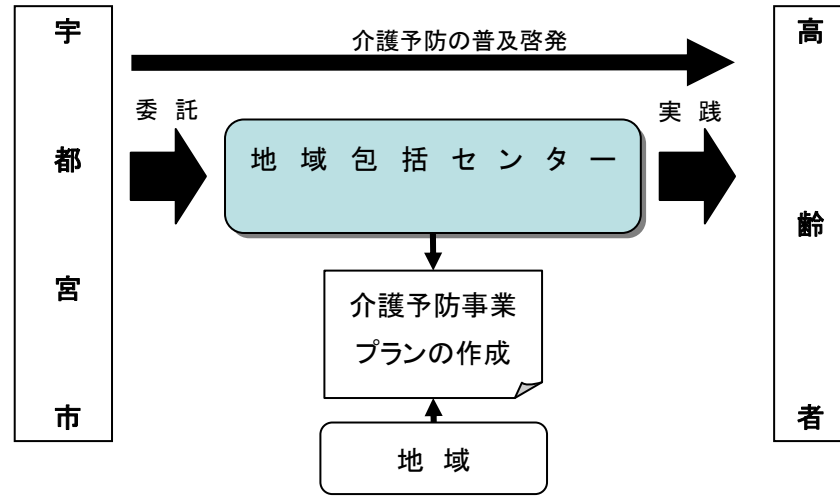 宇都宮市
介護予防の普及啓発
委託
地域包括センター
実践
介護予防事業
プランの作成
地域
高齢者